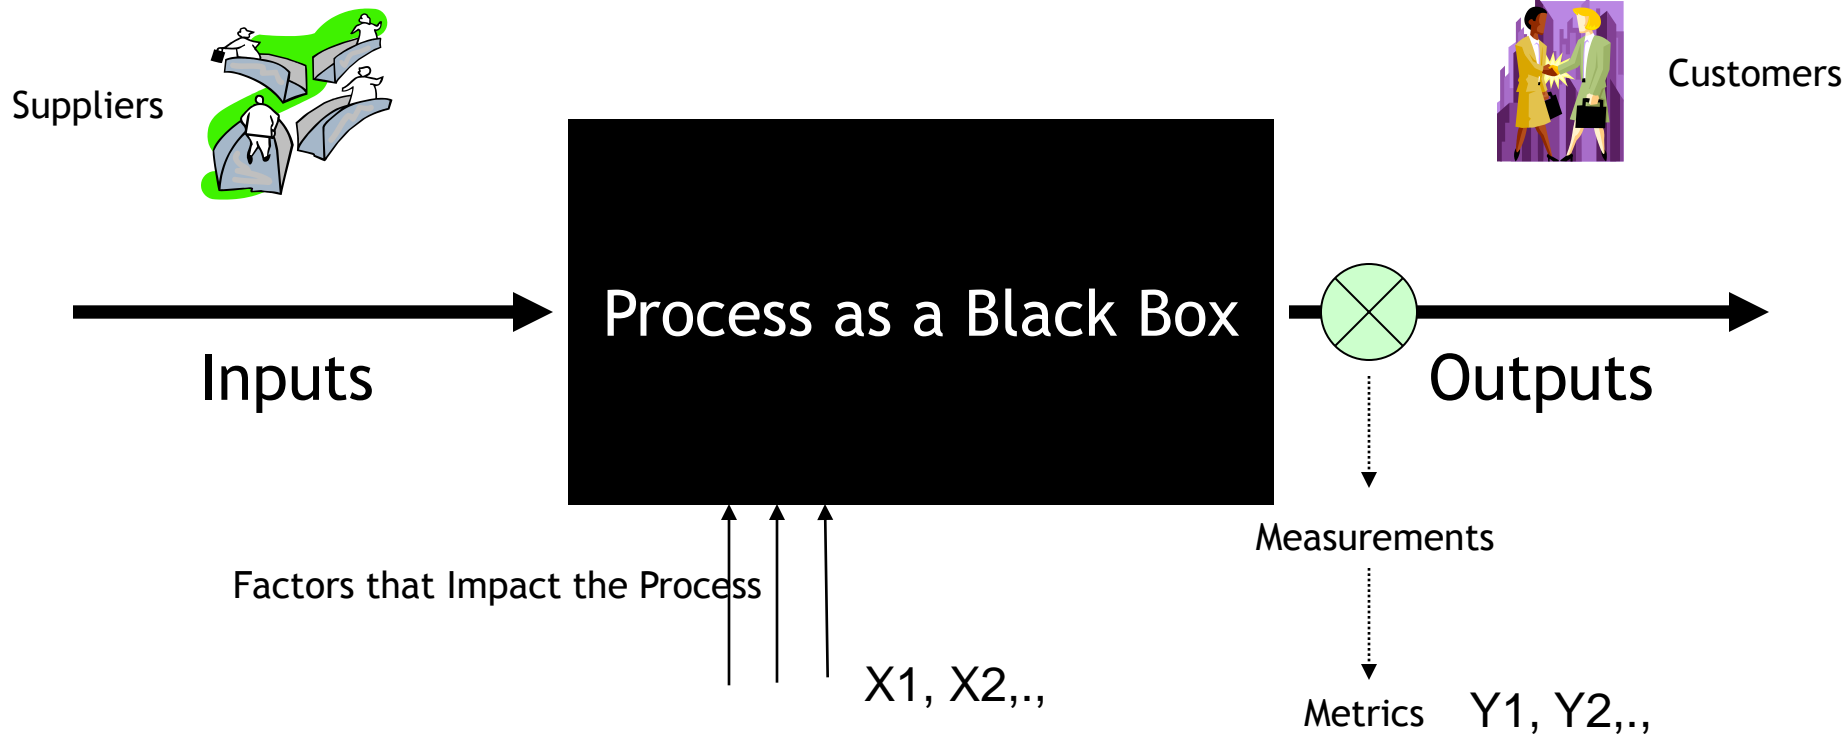 Suppliers
Customers
Process as a Black Box
Inputs
Outputs
Measurements
Factors that Impact the Process
X1, X2,.,
Metrics Y1, Y2,.,